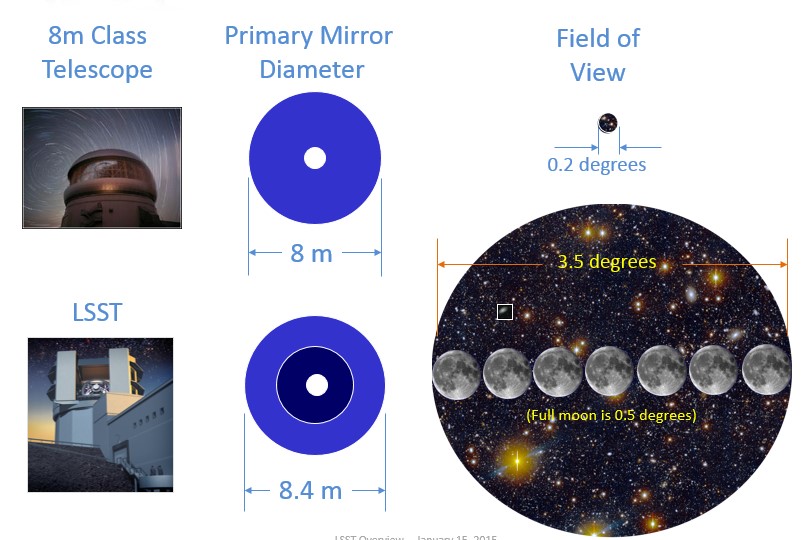 8m Class
Telescope
Primary Mirror
Diameter
Field of
View
0.2 degrees
8 m
3.5 degrees
LSST
(Full moon is 0.5 degrees)
8.4 m
LSST Overview January 15, 2015